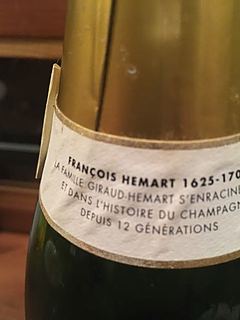 FRANÇOIS HEMART 1625-170
LA FAMILLE GIRAUD-HEMART S'ENRACINE
ET DANS L'HISTOIRE DU CHAMPAGN
DEPUIS 12 GÉNÉRATIONS